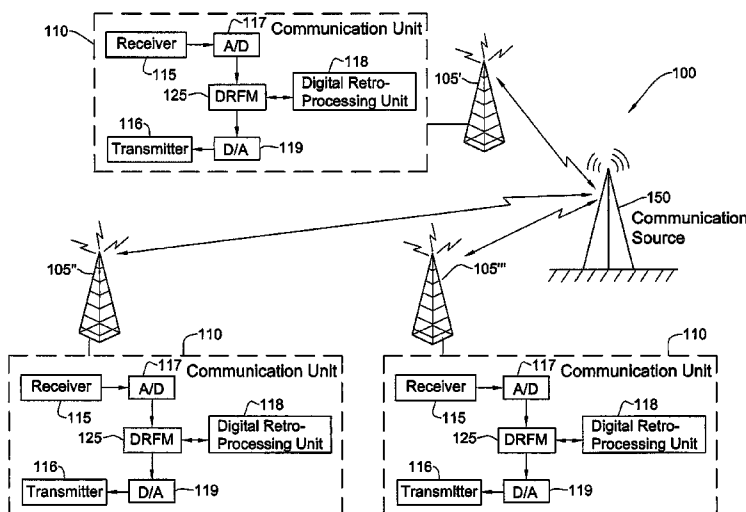 110
Receiver
115
117
A/D
Communication Unit
118
125
DRFM
Digital Retro-
Processing Unit
116
Transmitter
D/A
119
105'
100
150
Communication
Source
105"
105'''
110
Receiver
115
117
A/D
Communication Unit
118
125
DRFM
Digital Retro-
Processing Unit
116
Transmitter
D/A
119
110
Receiver
115
117
A/D
Communication Unit
118
125
DRFM
Digital Retro-
Processing Unit
116
Transmitter
D/A
119